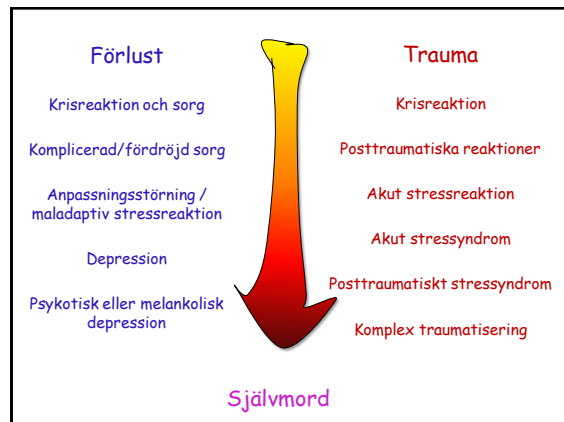 Förlust
Krisreaktion och sorg
Komplicerad/fördröjd sorg
Anpassningsstörning /
maladaptiv stressreaktion
Depression
Psykotisk eller melankolisk
depression
Trauma
Krisreaktion
Posttraumatiska reaktioner
Akut stressreaktion
Akut stressyndrom
Posttraumatiskt stressyndrom
Komplex traumatisering
Självmord